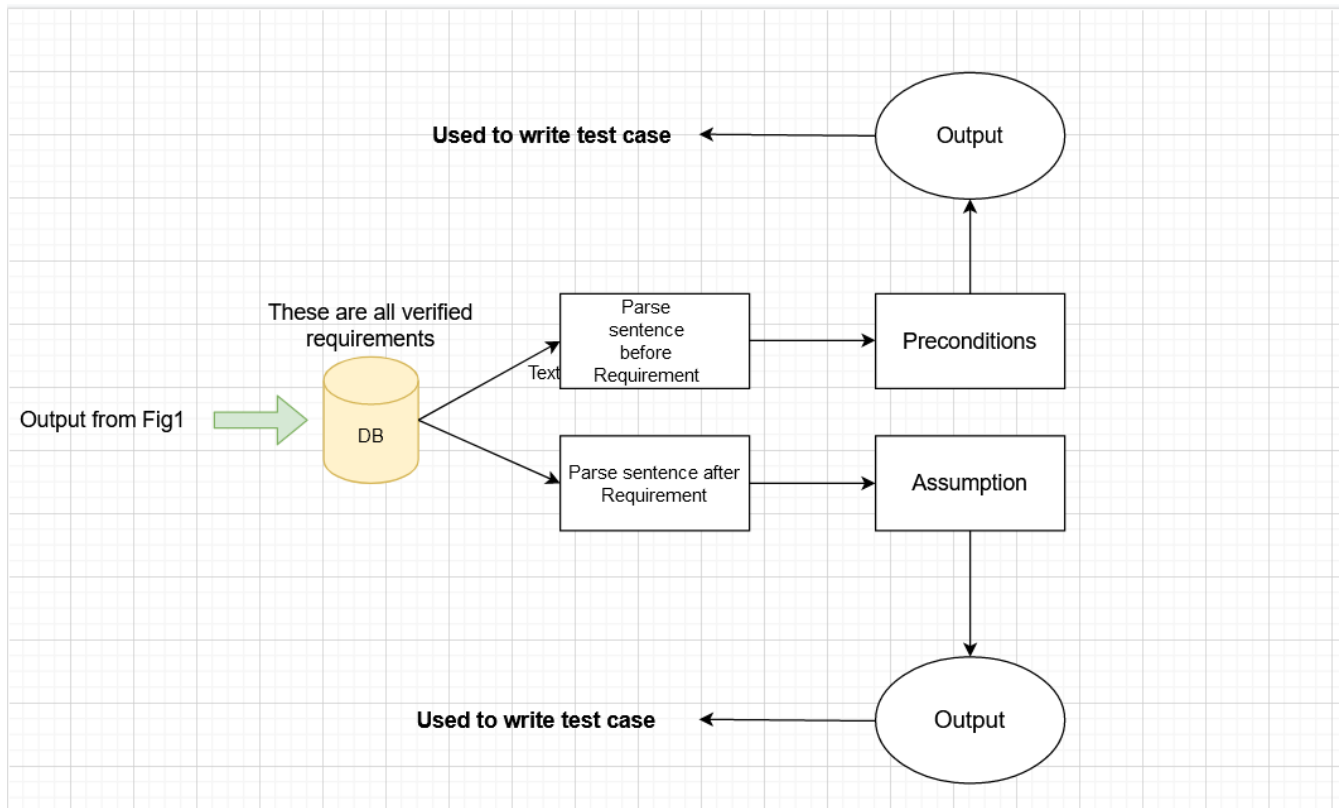 Used to write test case
Output
These are all verified
requirements
Parse
sentence
before
Requirement
Preconditions
Text
Output from Fig1
DB
Parse sentence after
Requirement
Assumption
Used to write test case
Output